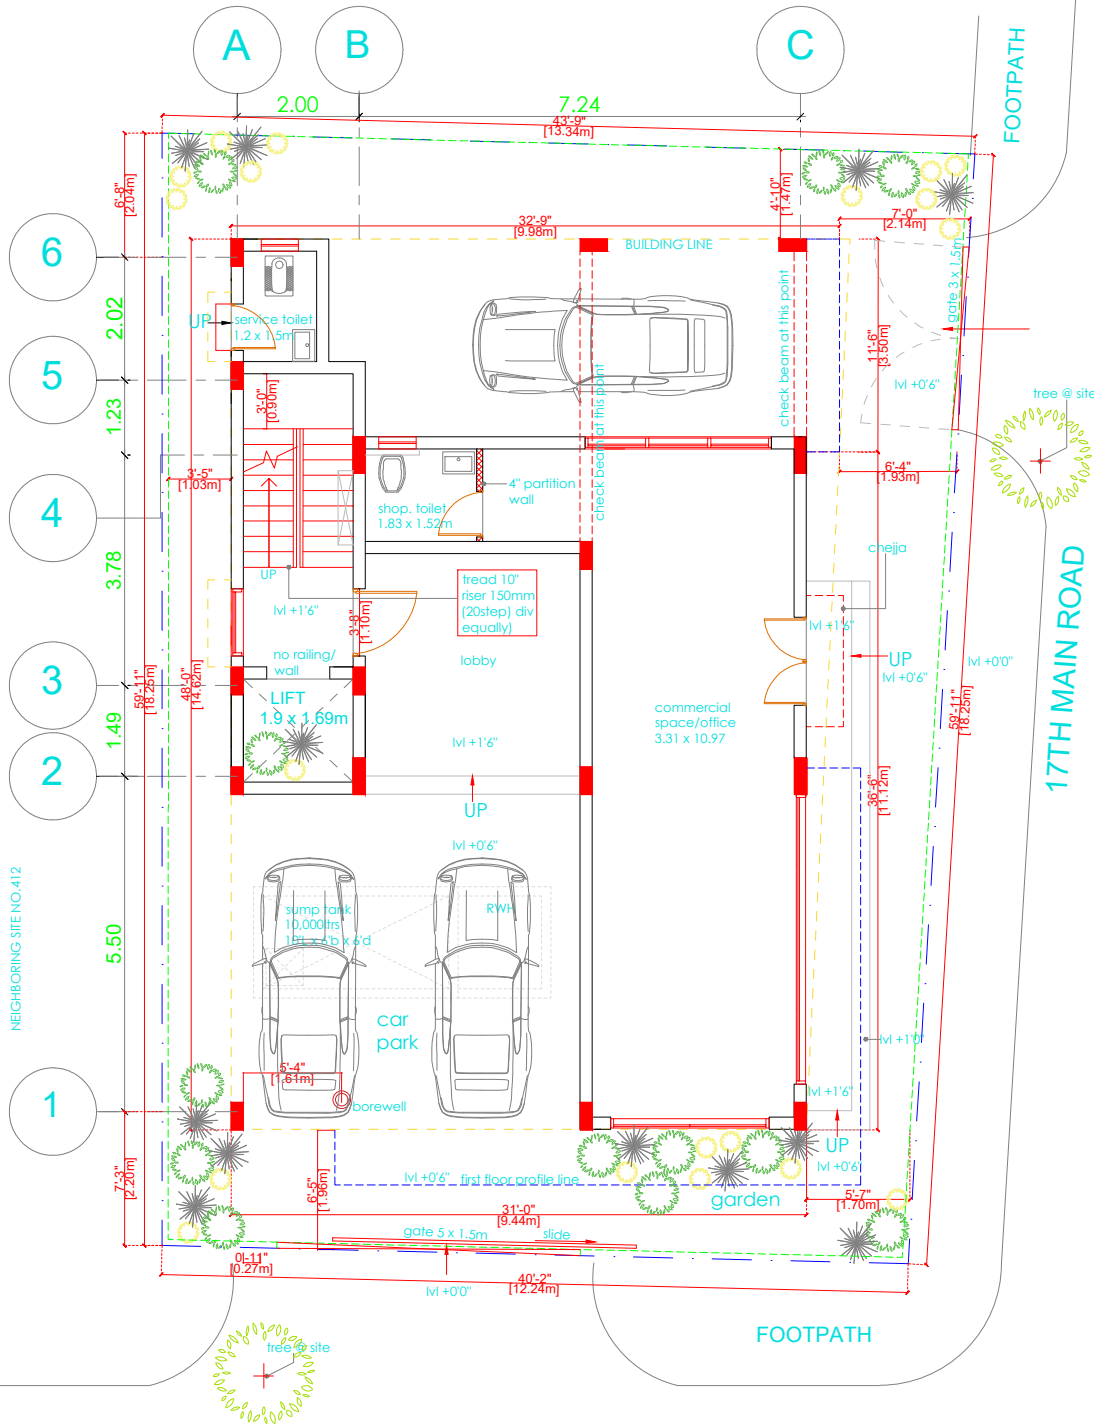 A
B
C
2.00
7.24
43'-9"
[13.34m]
FOOTPATH
6'-8"
[2.04m]
4'-10"
[1.47m]
32'-9"
[9.98m]
7'-0"
[2.14m]
6
BUILDING LINE
gate 3 x 1.5m
2.02
UP
service toilet
1.2 x 1.5m
check beam at this point
check beam at this point
11'-6"
[3.50m]
lvl +0'6"
tree @ site
5
1.23
3'-0"
[0.90m]
3'-5"
[1.03m]
6'-4"
[1.93m]
4
4" partition
wall
shop. toilet
1.83 x 1.52m
chejja
3.78
UP
tread 10"
riser 150mm
(20step) div
equally)
lvl +1'6"
3'-8"
[1.10m]
lvl +1'6"
17TH MAIN ROAD
no railing/
wall
lobby
UP
lvl +0'6"
lvl +0'0"
3
59'-11"
[18.25m]
48'-0"
[14.62m]
LIFT
1.9 x 1.69m
commercial
space/office
3.31 x 10.97
59'-11"
[18.25m]
1.49
lvl +1'6"
2
UP
36'-6"
[11.12m]
lvl +0'6"
NEIGHBORING SITE NO.412
5.50
sump tank
10,000ltrs
10'L x 6'b x 6'd
RWH
car
park
lvl +1'0"
5'-4"
[1.61m]
lvl +1'6"
1
borewell
UP
lvl +0'6"
7'-3"
[2.20m]
6'-5"
[1.96m]
lvl +0'6"
first floor profile line
garden
5'-7"
[1.70m]
31'-0"
[9.44m]
gate 5 x 1.5m
slide
0'-11"
[0.27m]
40'-2"
[12.24m]
lvl +0'0"
FOOTPATH
tree @ site